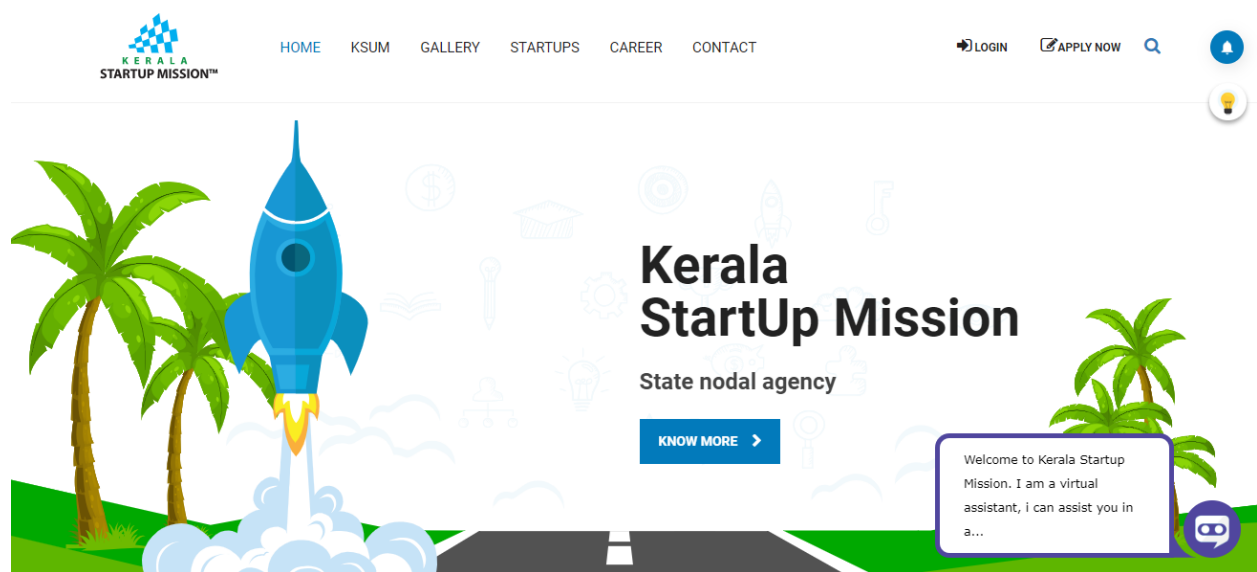 KERALA
STARTUP MISSION™
HOME KSUM GALLERY STARTUPS CAREER CONTACT
LOGIN APPLY NOW
Kerala
StartUp Mission
State nodal agency
KNOW MORE
Welcome to Kerala Startup
Mission. I am a virtual
assistant, i can assist you in
a...